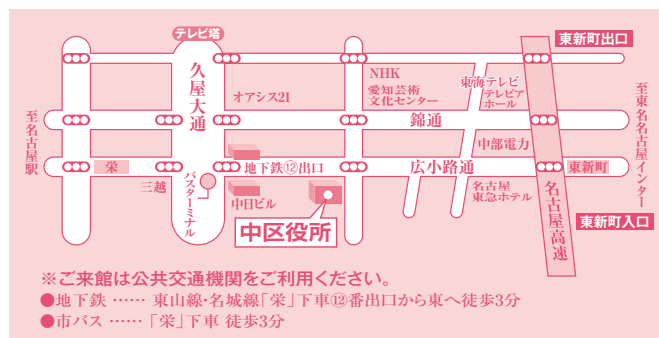 テレビ塔
東新町出口
久屋大通
NHK
愛知芸術
文化センター
東海テレビ
テレピア
ホール
オアシス21
至名古屋駅
錦通
至東名名古屋インター
中部電力
栄
地下鉄⑫出口
広小路通
東新町
三越
バスターミナル
中日ビル
名古屋
東急ホテル
名古屋高速
東新町入口
中区役所
※ご来館は公共交通機関をご利用ください。
●地下鉄 …… 東山線・名城線「栄」下車⑫番出口から東へ徒歩3分
●市バス …… 「栄」下車 徒歩3分